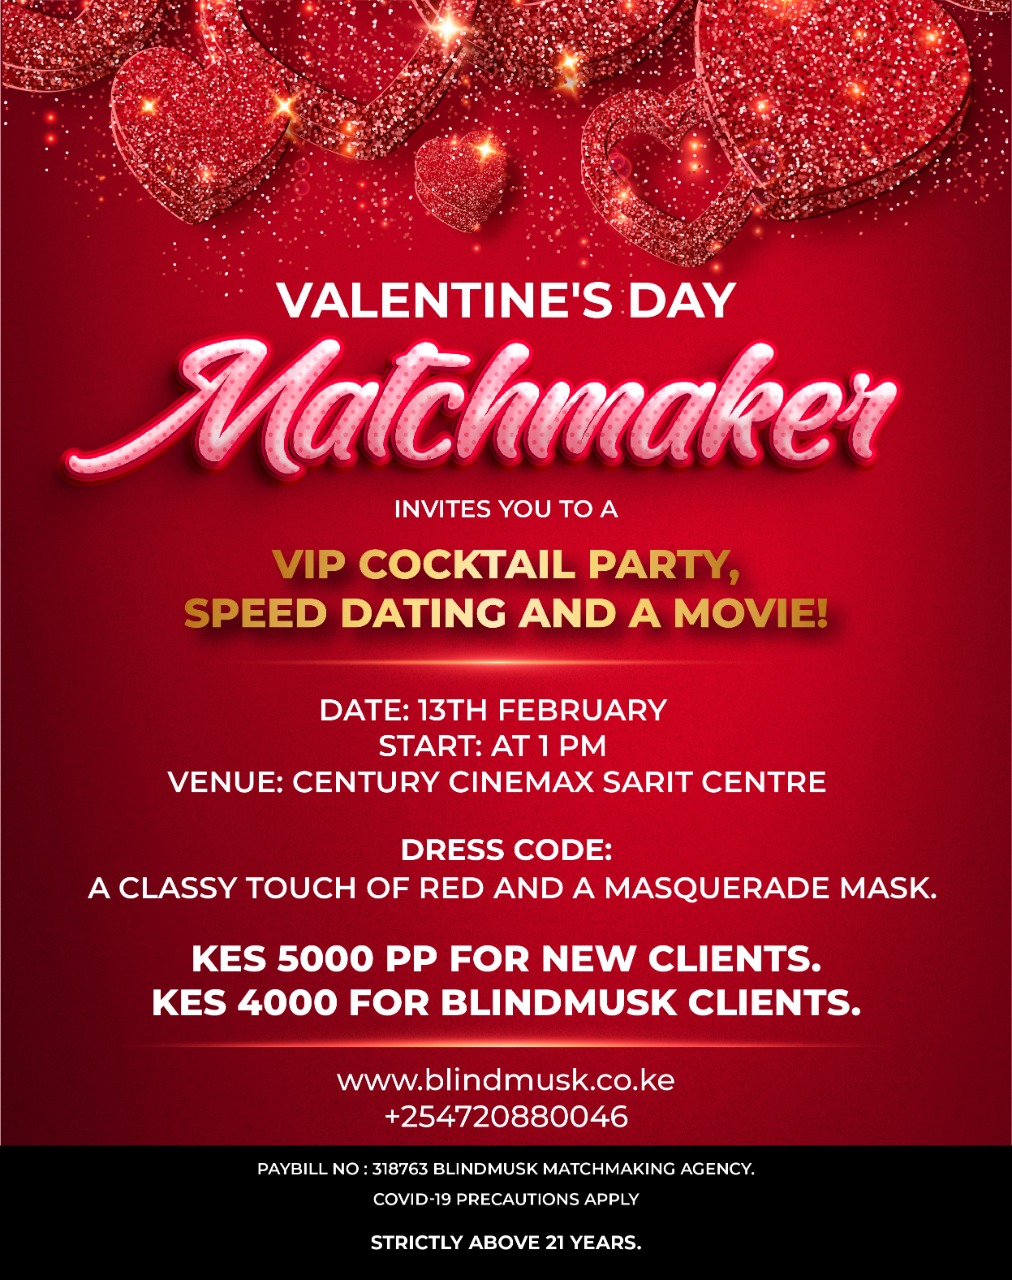 VALENTINE'S DAY
Matchmaker
INVITES YOU TO A
VIP COCKTAIL PARTY,
SPEED DATING AND A MOVIE!
DATE: 13TH FEBRUARY
START: AT 1 PM
VENUE: CENTURY CINEMAX SARIT CENTRE
DRESS CODE:
A CLASSY TOUCH OF RED AND A MASQUERADE MASK.
KES 5000 PP FOR NEW CLIENTS.
KES 4000 FOR BLINDMUSK CLIENTS.
www.blindmusk.co.ke
+254720880046
PAYBILL NO : 318763 BLINDMUSK MATCHMAKING AGENCY.
COVID-19 PRECAUTIONS APPLY
STRICTLY ABOVE 21 YEARS.